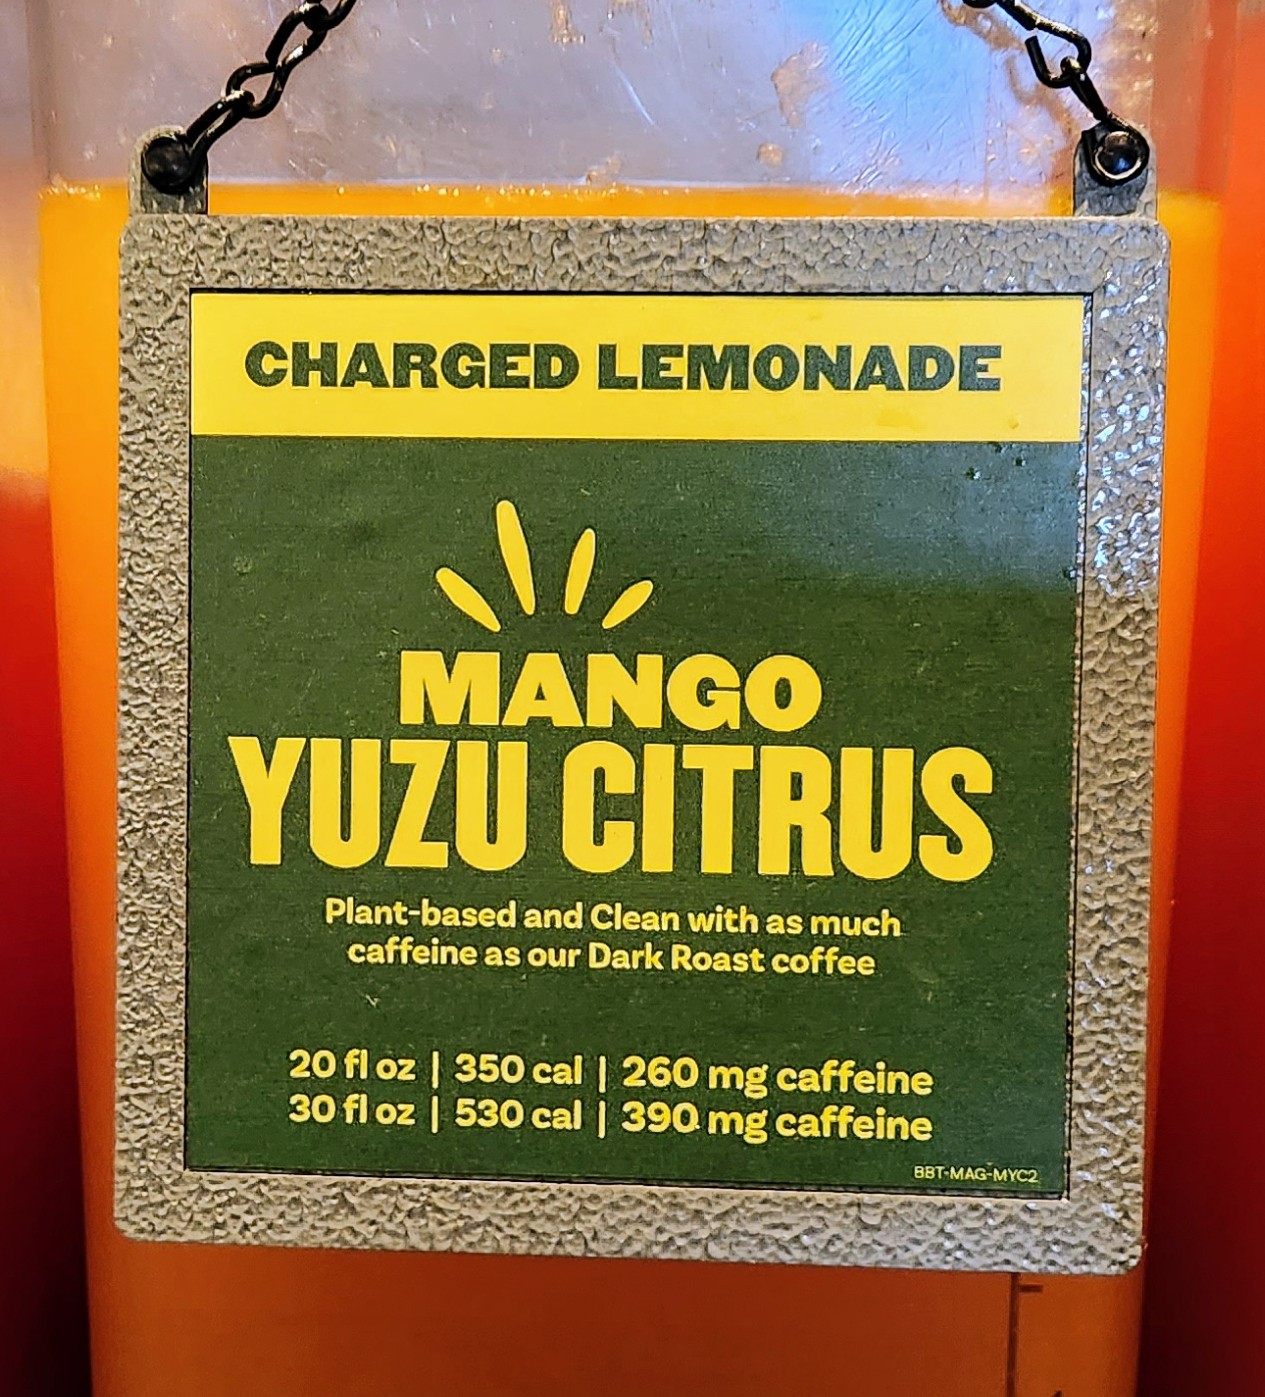 CHARGED LEMONADE
MANGO
YUZU CITRUS
Plant-based and Clean with as much
caffeine as our Dark Roast coffee
20 fl oz | 350 cal | 260 mg caffeine
30 fl oz | 530 cal | 390 mg caffeine
BBT-MAG-MYC2